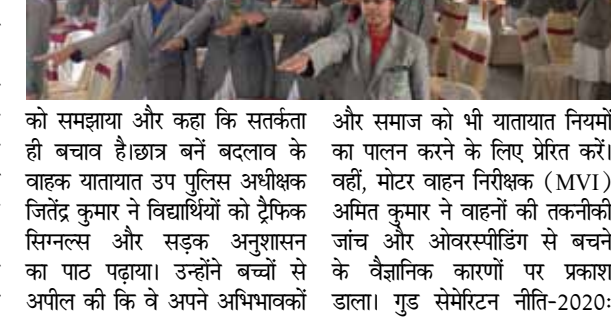 को समझाया और कहा कि सतर्कता
ही बचाव है।छात्र बनें बदलाव के
वाहक यातायात उप पुलिस अधीक्षक
जितेंद्र कुमार ने विद्यार्थियों को ट्रैफिक
सिग्नल्स और सड़क अनुशासन
का पाठ पढ़ाया। उन्होंने बच्चों से
अपील की कि वे अपने अभिभावकों
और समाज को भी यातायात नियमों
का पालन करने के लिए प्रेरित करें।
वहीं, मोटर वाहन निरीक्षक (MVI)
अमित कुमार ने वाहनों की तकनीकी
जांच और ओवरस्पीडिंग से बचने
के वैज्ञानिक कारणों पर प्रकाश
डाला। गुड सेमेरिटन नीति-2020: